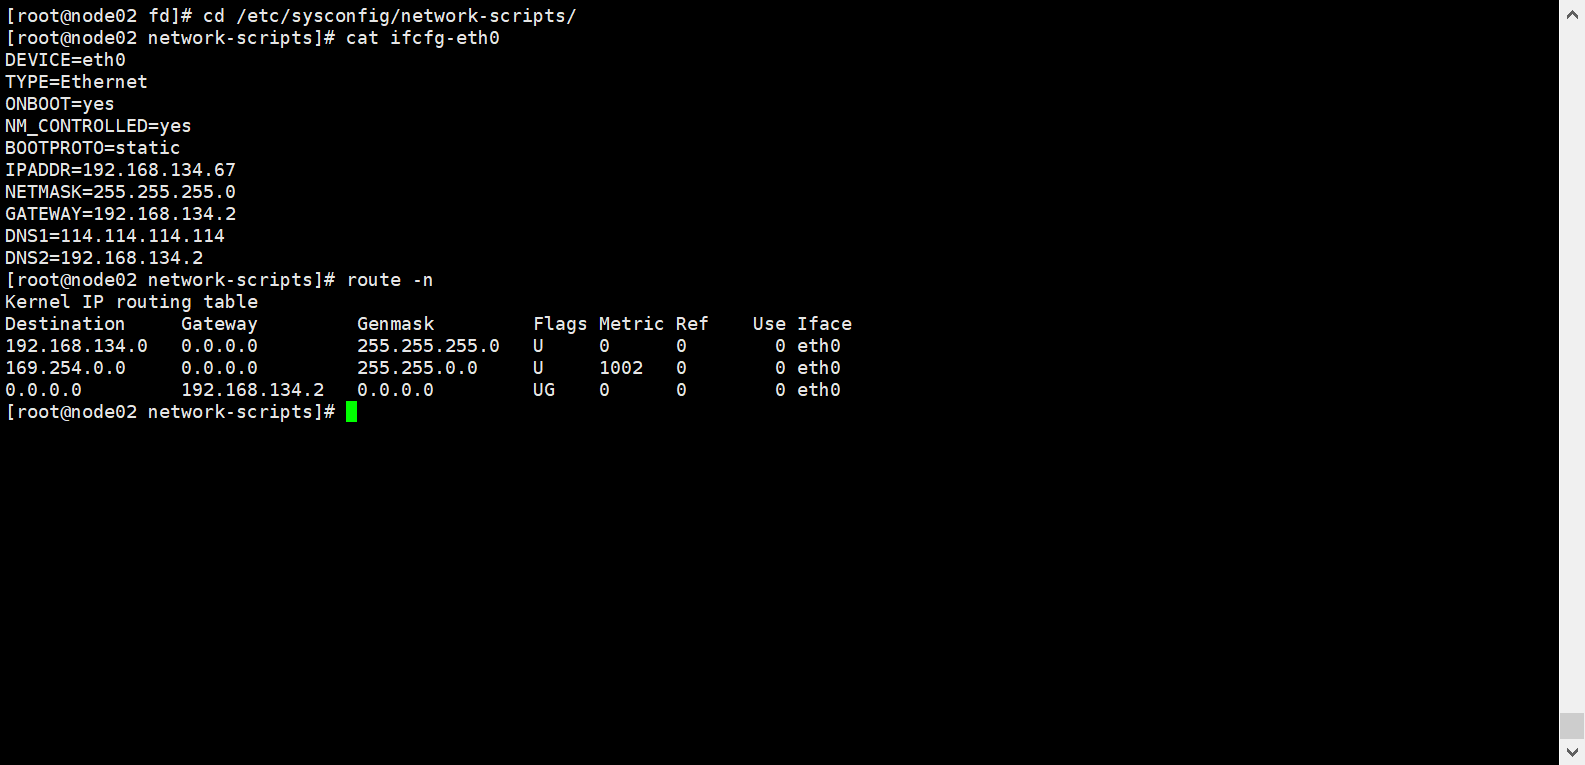 [root@node02 fd]# cd /etc/sysconfig/network-scripts/
[root@node02 network-scripts]# cat ifcfg-eth0
DEVICE=eth0
TYPE=Ethernet
ONBOOT=yes
NM_CONTROLLED=yes
BOOTPROTO=static
IPADDR=192.168.134.67
NETMASK=255.255.255.0
GATEWAY=192.168.134.2
DNS1=114.114.114.114
DNS2=192.168.134.2
[root@node02 network-scripts]# route -n
Kernel IP routing table
Destination     Gateway         Genmask         Flags Metric Ref    Use Iface
192.168.134.0   0.0.0.0         255.255.255.0   U     0      0        0 eth0
169.254.0.0     0.0.0.0         255.255.0.0     U     1002   0        0 eth0
0.0.0.0         192.168.134.2   0.0.0.0         UG    0      0        0 eth0
[root@node02 network-scripts]#